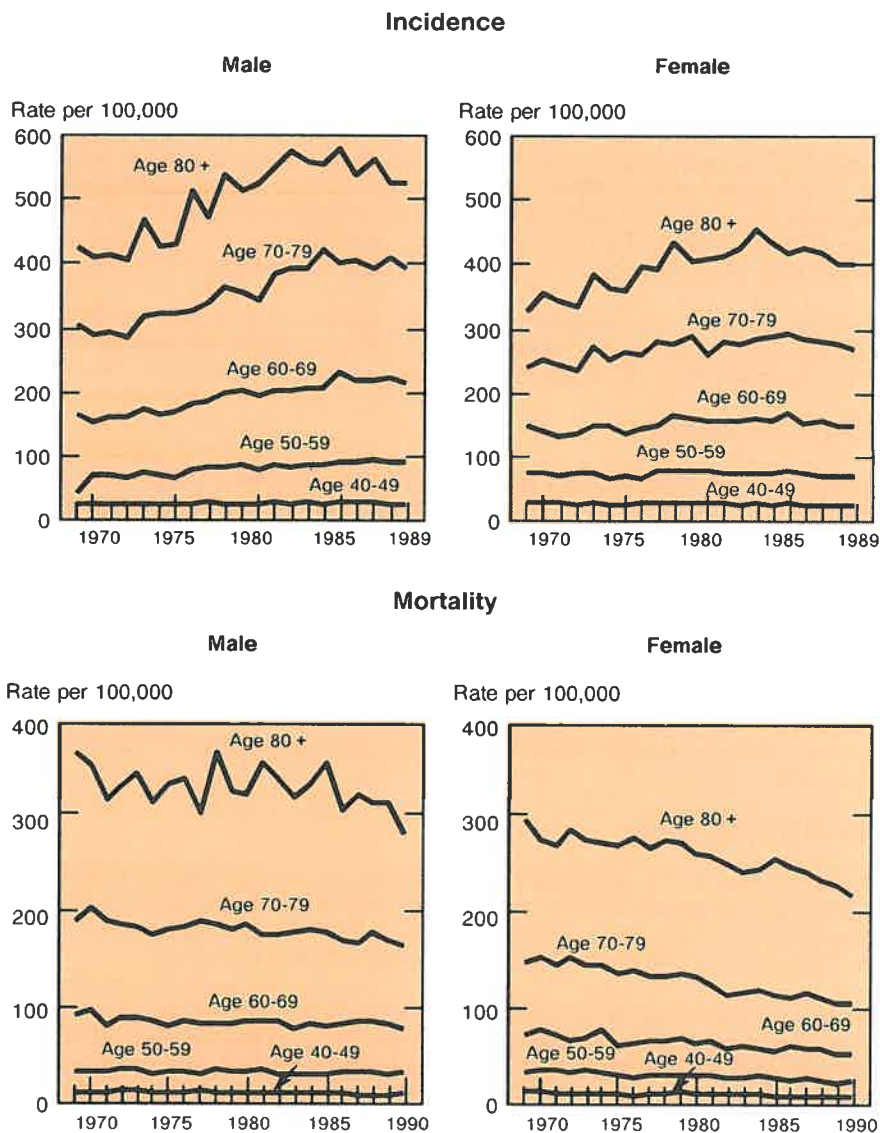 Incidence
Male
Female
Rate per 100,000
Rate per 100,000
600
500
400
300
200
100
0
Age 80 +
Age 70-79
Age 60-69
Age 50-59
Age 40-49
1970 1975 1980 1985 1989
600
500
400
300
200
100
0
Age 80 +
Age 70-79
Age 60-69
Age 50-59
Age 40-49
1970 1975 1980 1985 1989
Mortality
Male
Female
Rate per 100,000
Rate per 100,000
400
300
200
100
0
Age 80 +
Age 70-79
Age 60-69
Age 50-59 Age 40-49
1970 1975 1980 1985 1990
400
300
200
100
0
Age 80 +
Age 70-79
Age 60-69
Age 50-59 Age 40-49
1970 1975 1980 1985 1990